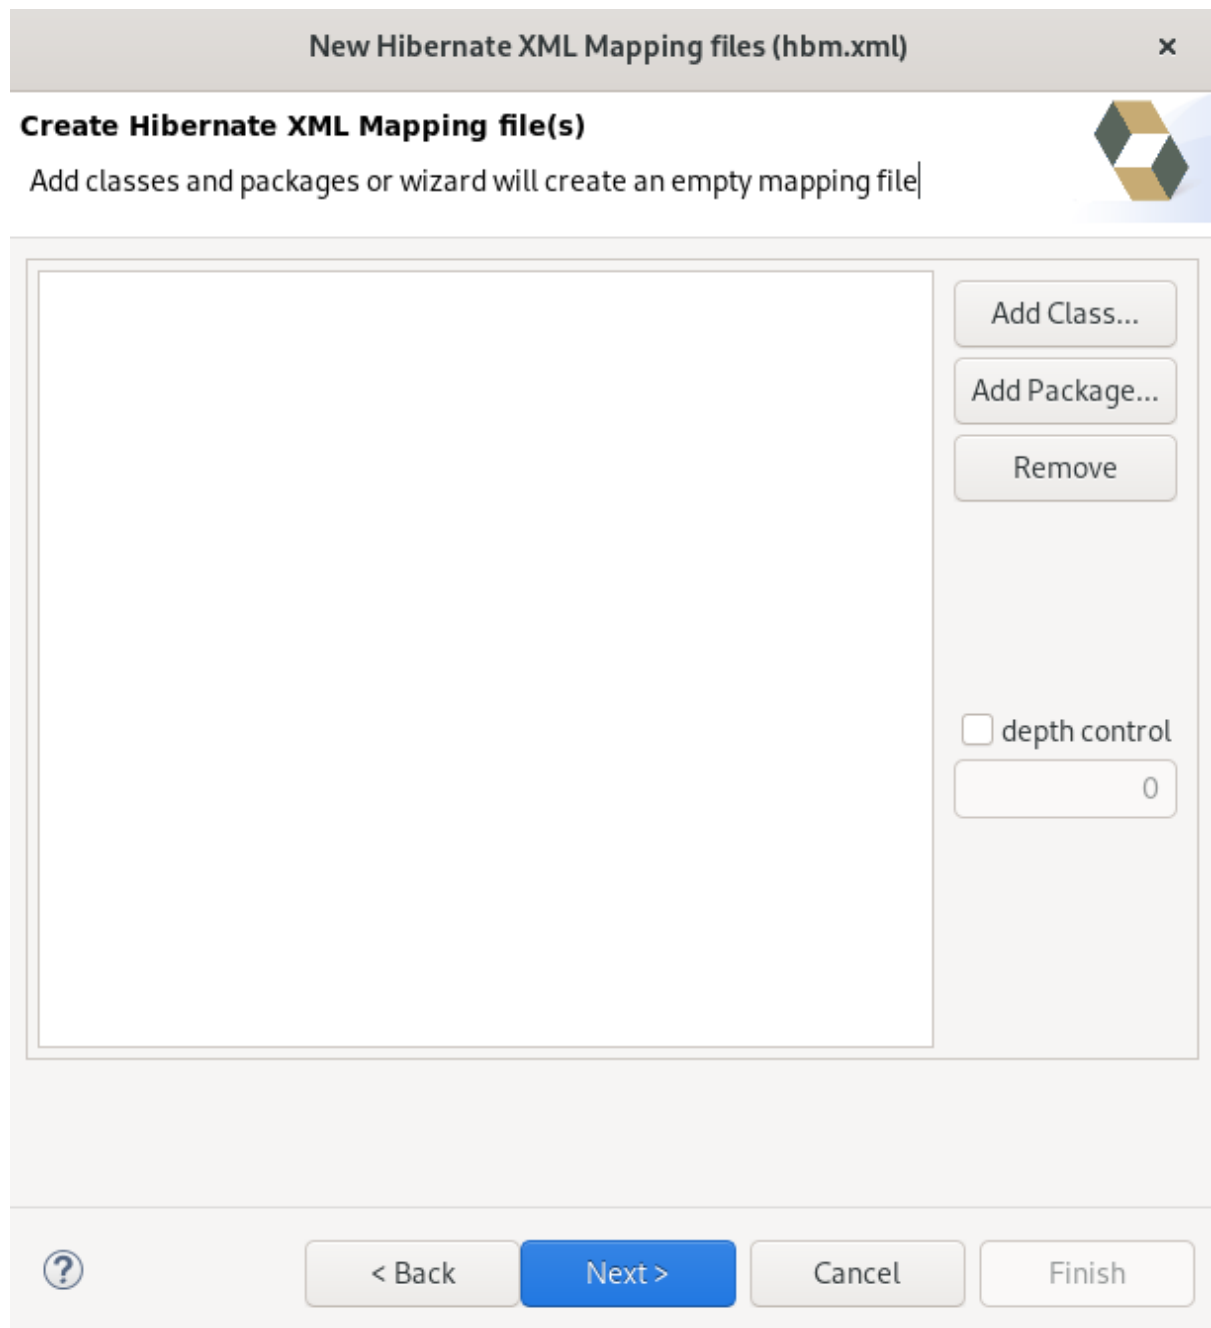 New Hibernate XML Mapping files (hbm.xml)
Create Hibernate XML Mapping file(s)
Add classes and packages or wizard will create an empty mapping file
Add Class...
Add Package...
Remove
depth control
0
< Back
Next >
Cancel
Finish